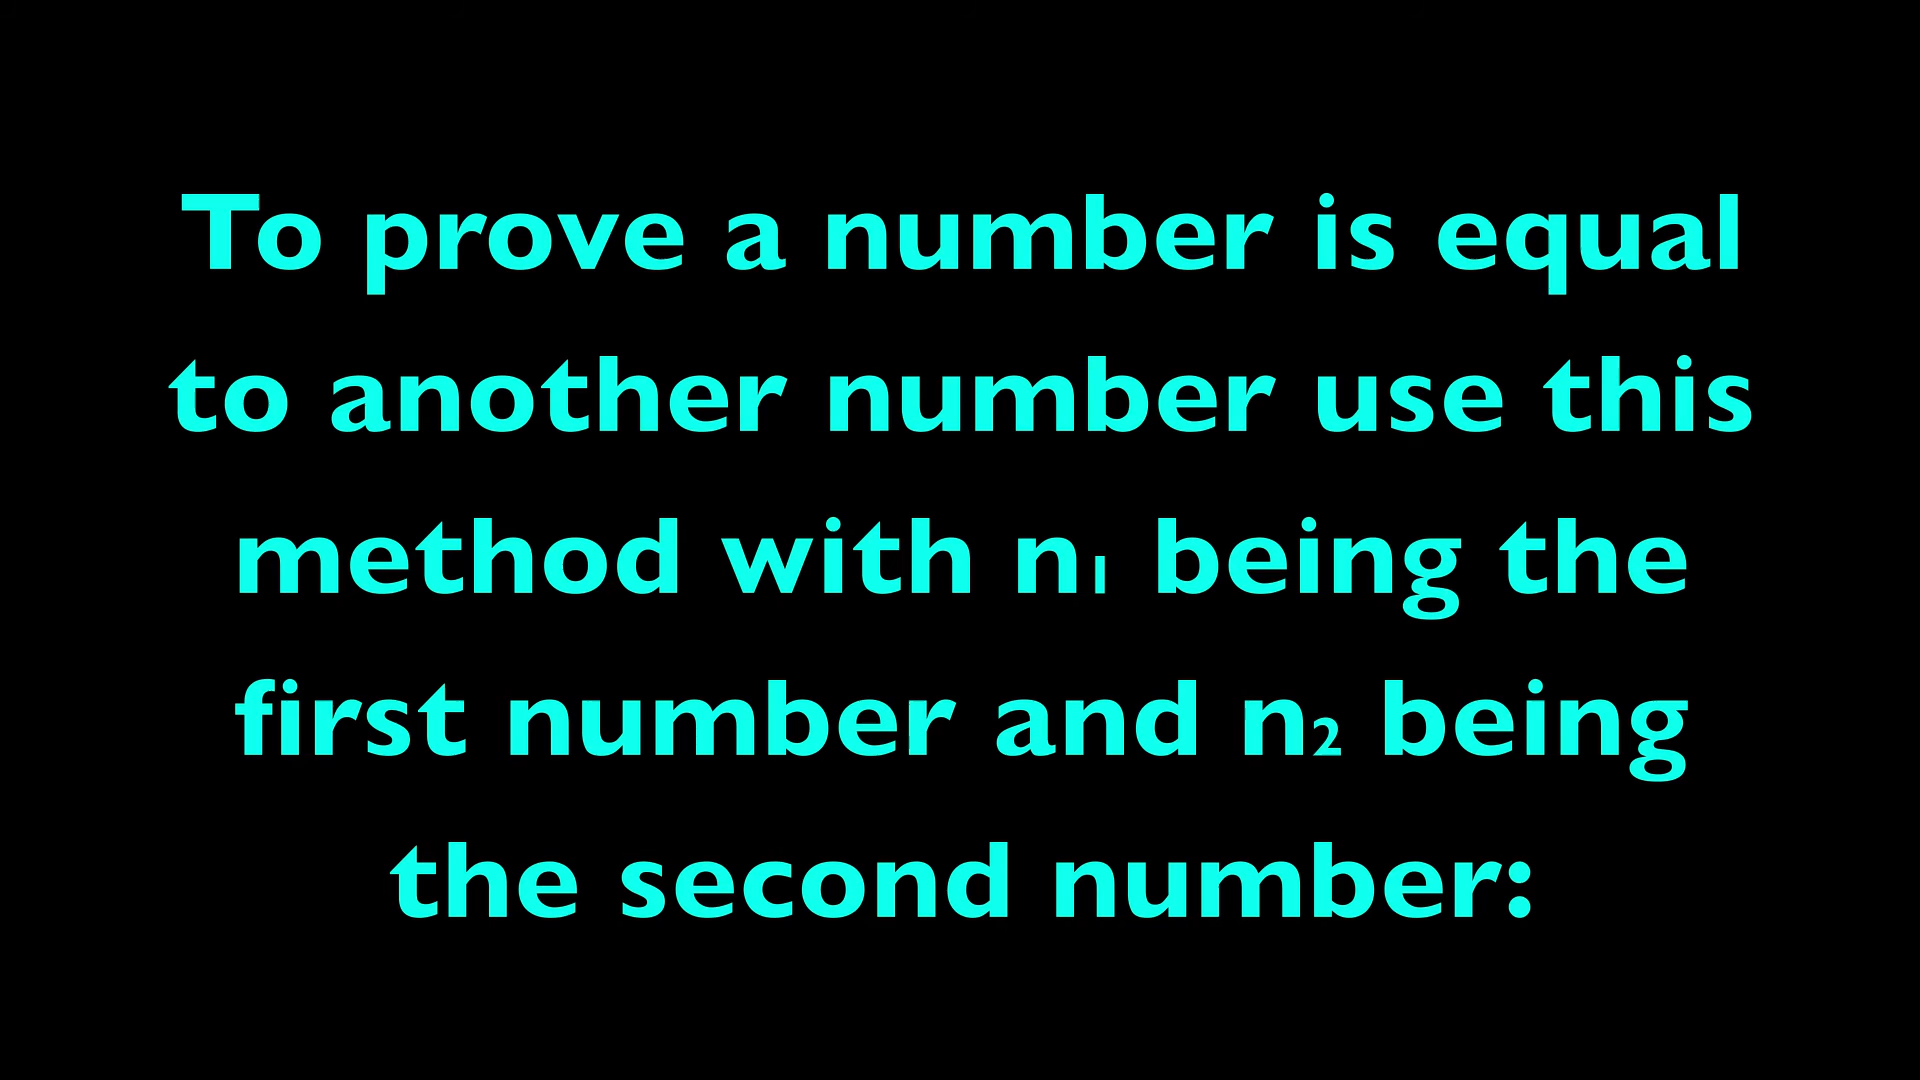 To prove a number is equal
to another number use this
method with n₁ being the
first number and n₂ being
the second number: